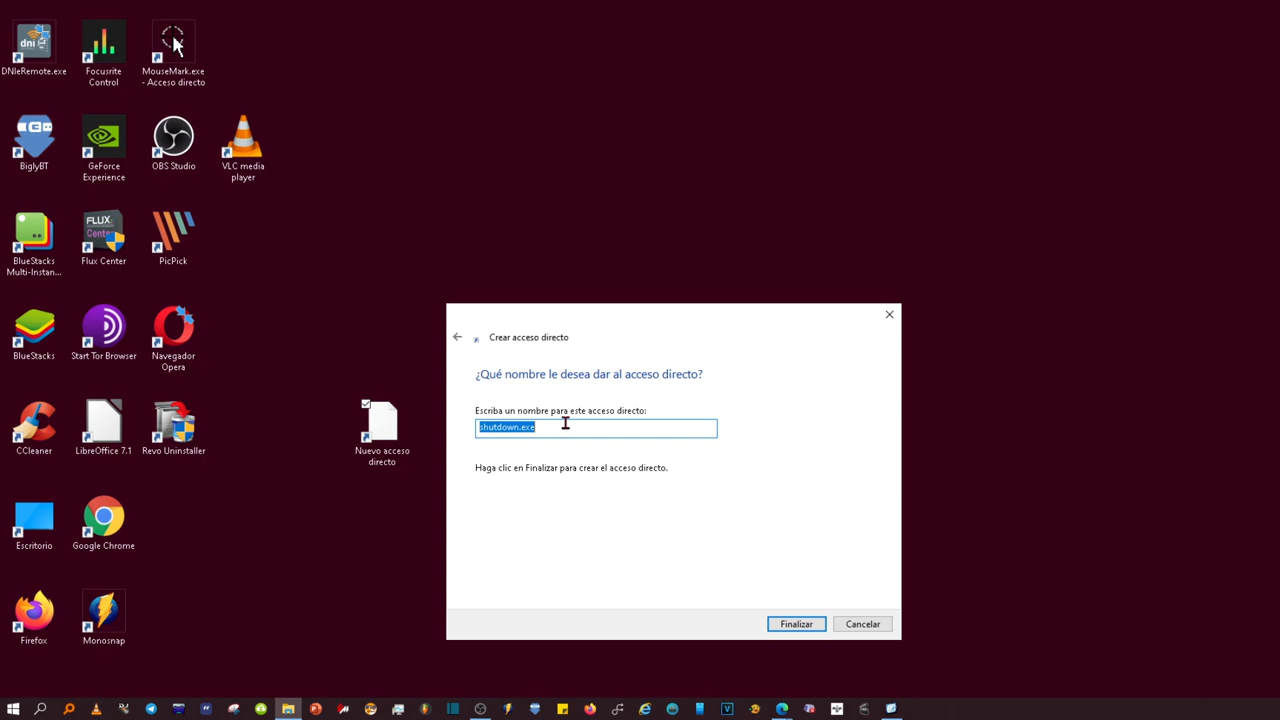 DNIeRemote.exe
Focusrite
Control
MouseMark.exe
- Acceso directo
BiglyBT
GeForce
Experience
OBS Studio
VLC media
player
BlueStacks
Multi-Instan...
FLUX
Center
Flux Center
PicPick
BlueStacks
Start Tor Browser
Navegador
Opera
CCleaner
LibreOffice 7.1
Revo Uninstaller
Nuevo acceso
directo
Escritorio
Google Chrome
Firefox
Monosnap
Crear acceso directo
¿Qué nombre le desea dar al acceso directo?
Escriba un nombre para este acceso directo:
shutdown.exe
Haga clic en Finalizar para crear el acceso directo.
Finalizar
Cancelar